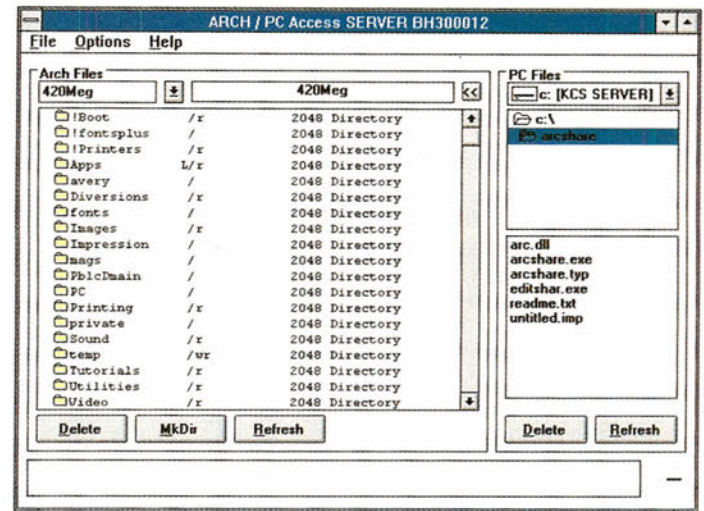 ARCH / PC Access SERVER BH300012
File Options Help
Arch Files
420Meg 420Meg <<
!Boot /r 2048 Directory
!fontsplus / 2048 Directory
!Printers /r 2048 Directory
Apps L/r 2048 Directory
avery / 2048 Directory
Diversions /r 2048 Directory
fonts / 2048 Directory
Images /r 2048 Directory
Impression / 2048 Directory
mags / 2048 Directory
PblcDmain / 2048 Directory
PC / 2048 Directory
Printing /r 2048 Directory
private / 2048 Directory
Sound /r 2048 Directory
temp /wr 2048 Directory
Tutorials /r 2048 Directory
Utilities /r 2048 Directory
Video /r 2048 Directory
Delete MkDir Refresh
PC Files
c: [KCS SERVER]
c:\
arcshare
arc.dll
arcshare.exe
arcshare.typ
editshar.exe
readme.txt
untitled.imp
Delete Refresh